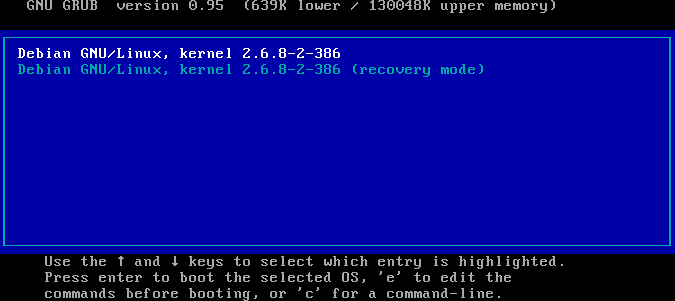 GNU GRUB  version 0.95  (639K lower / 130048K upper memory)
Debian GNU/Linux, kernel 2.6.8-2-386
Debian GNU/Linux, kernel 2.6.8-2-386 (recovery mode)
Use the ↑ and ↓ keys to select which entry is highlighted.
Press enter to boot the selected OS, 'e' to edit the
commands before booting, or 'c' for a command-line.